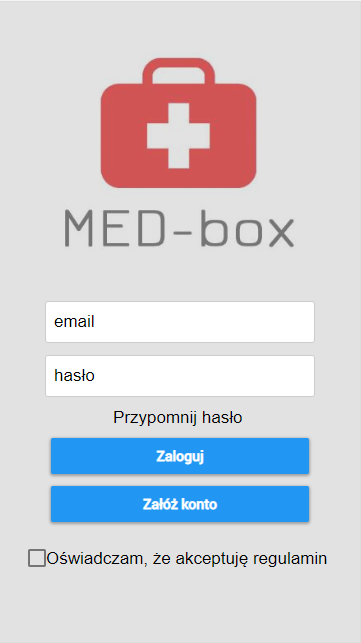 MED-box
email
hasło
Przypomnij hasło
Zaloguj
Załóż konto
Oświadczam, że akceptuję regulamin